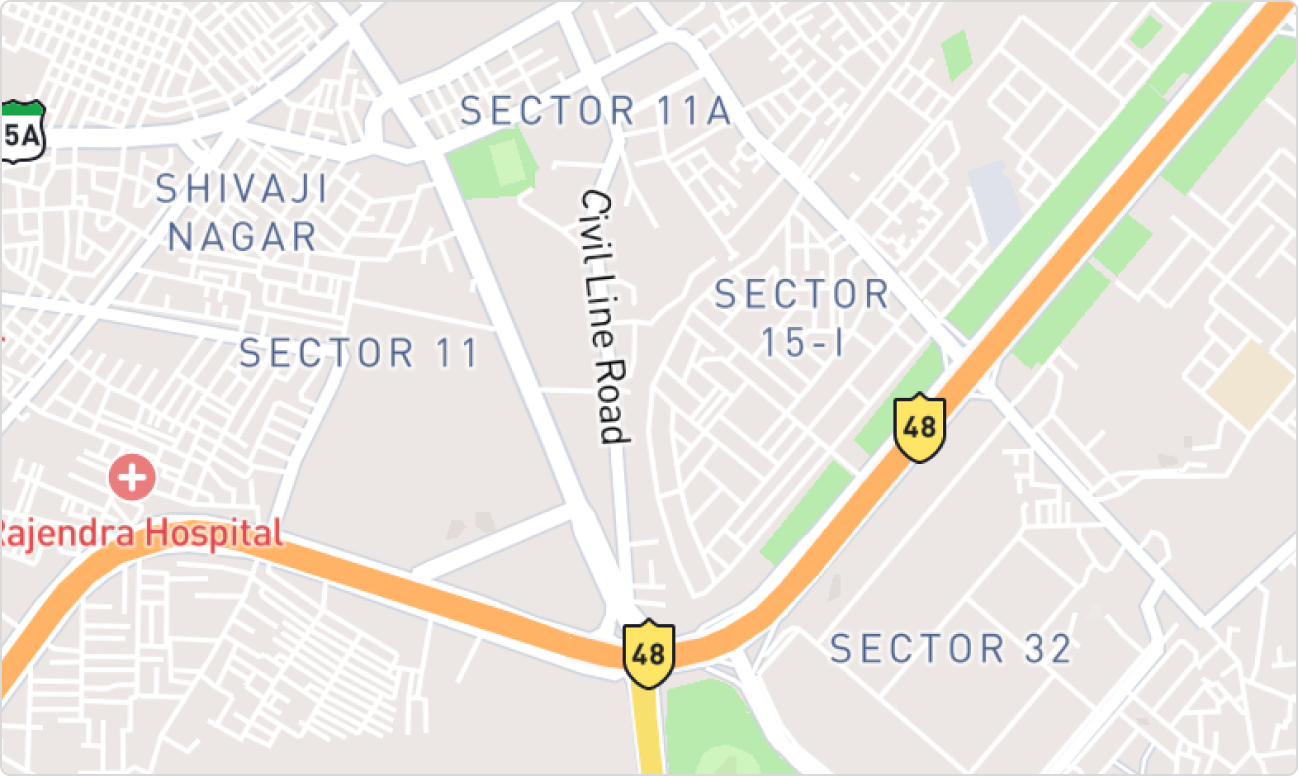 SECTOR 11A
5A
SHIVAJI
NAGAR
Civil Line Road
SECTOR
15-I
SECTOR 11
48
Rajendra Hospital
48
SECTOR 32